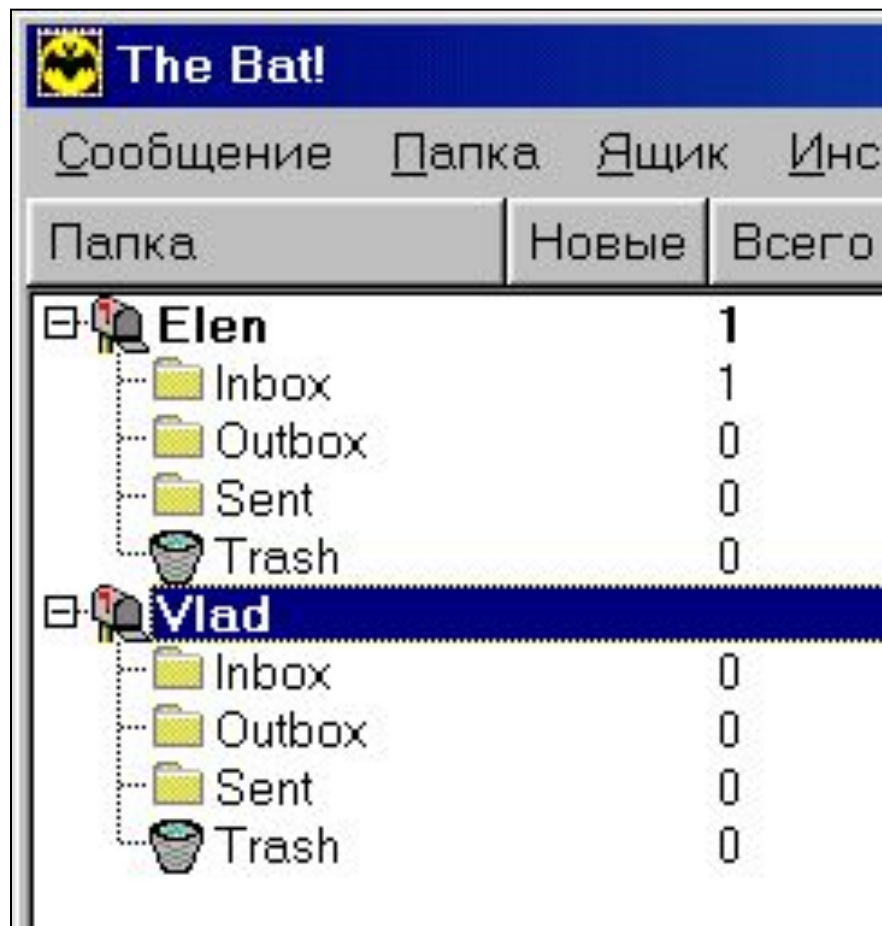 The Bat!
Сообщение Папка Ящик Инс
Папка Новые Всего
Elen 1
Inbox 1
Outbox 0
Sent 0
Trash 0
Vlad
Inbox 0
Outbox 0
Sent 0
Trash 0